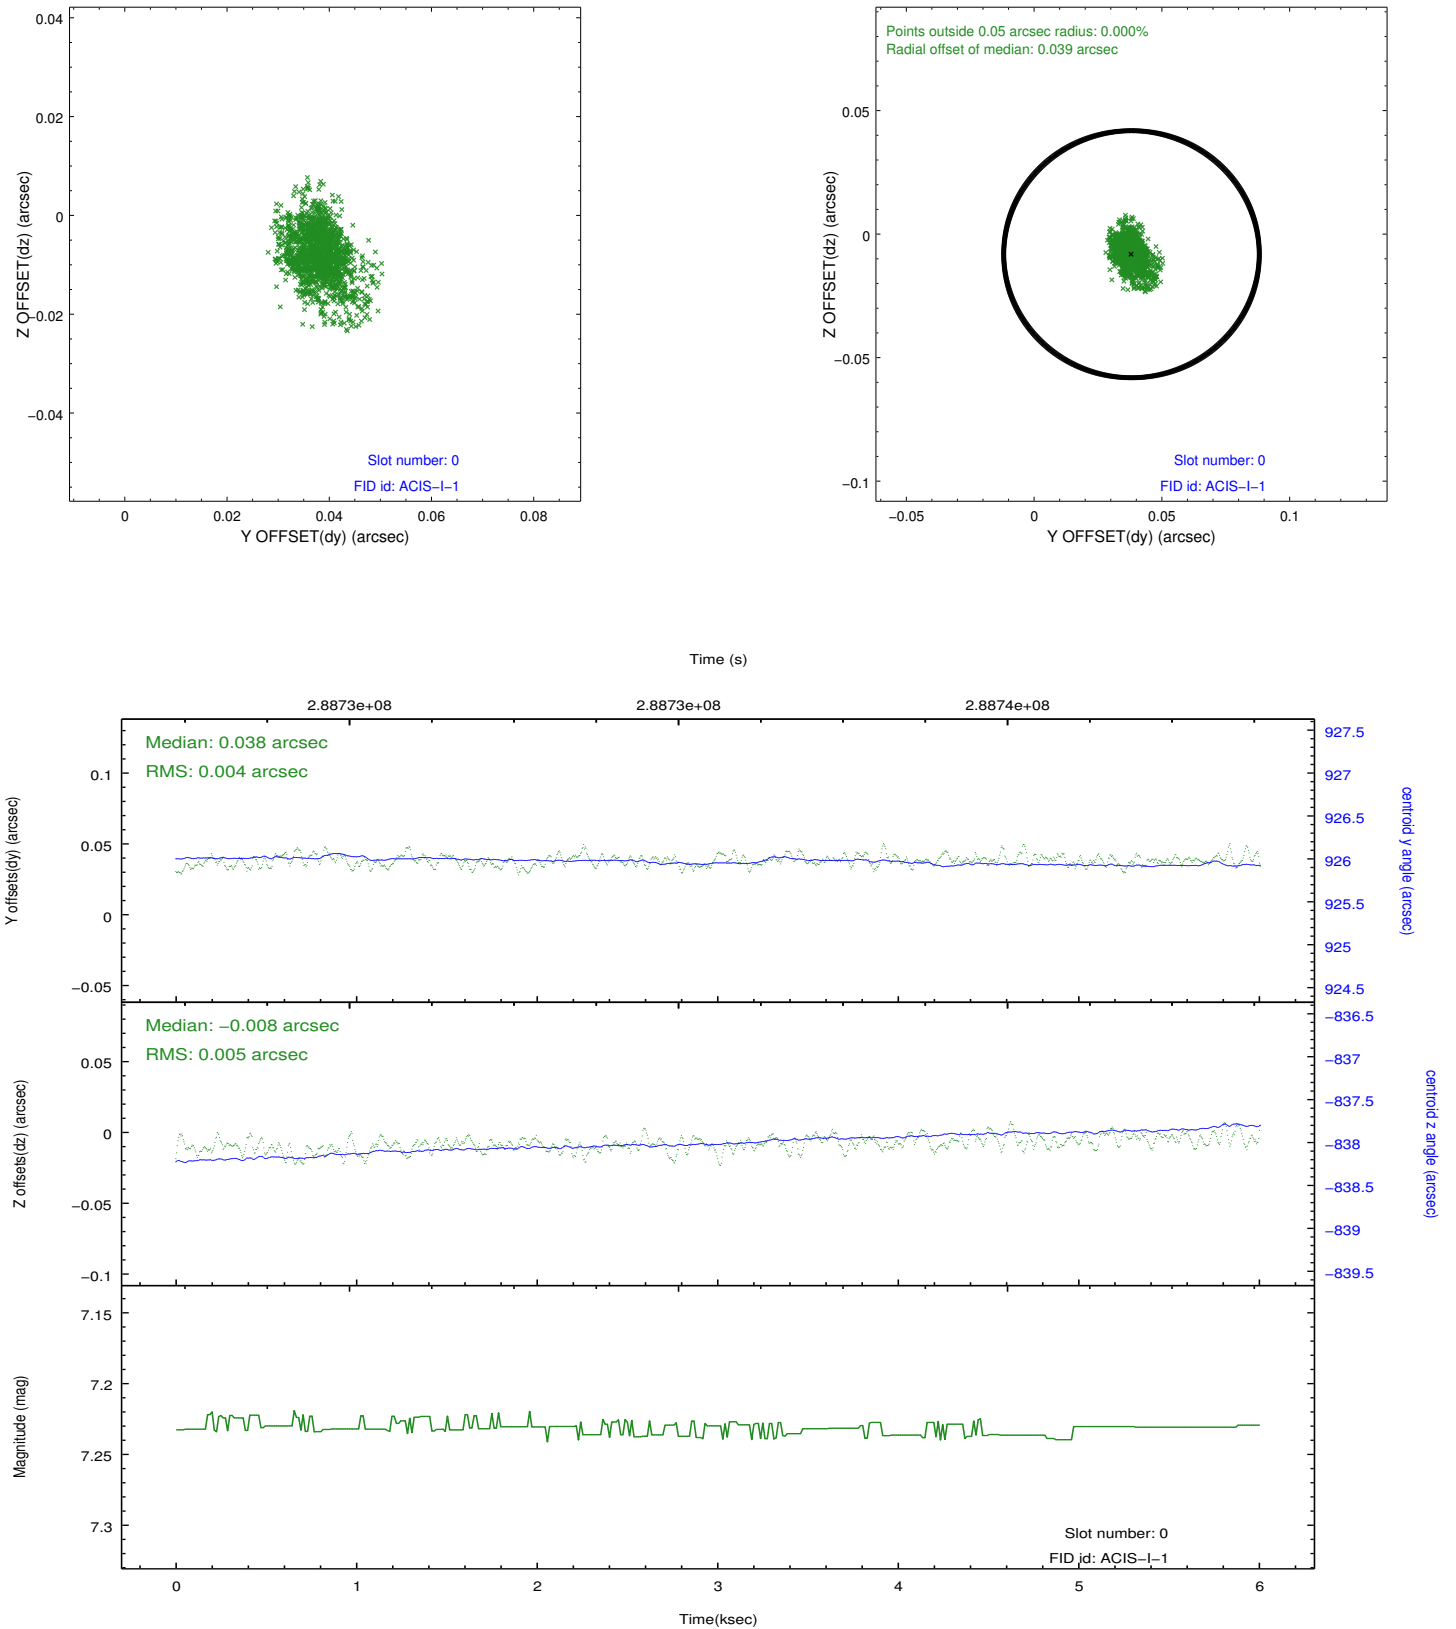 0.04
0.02
0
−0.02
−0.04
Z OFFSET(dz) (arcsec)
Slot number: 0
FID id: ACIS−I−1
0
0.02
0.04
0.06
0.08
Y OFFSET(dy) (arcsec)
Points outside 0.05 arcsec radius: 0.000%
Radial offset of median: 0.039 arcsec
0.05
0
−0.05
−0.1
Z OFFSET(dz) (arcsec)
Slot number: 0
FID id: ACIS−I−1
−0.05
0
0.05
0.1
Y OFFSET(dy) (arcsec)
Time (s)
2.8873e+08
2.8873e+08
2.8874e+08
Median: 0.038 arcsec
RMS: 0.004 arcsec
0.1
0.05
0
−0.05
Y offsets(dy) (arcsec)
927.5
927
926.5
926
925.5
925
924.5
centroid y angle (arcsec)
Median: −0.008 arcsec
RMS: 0.005 arcsec
0.05
0
−0.05
−0.1
Z offsets(dz) (arcsec)
−836.5
−837
−837.5
−838
−838.5
−839
−839.5
centroid z angle (arcsec)
7.15
7.2
7.25
7.3
Magnitude (mag)
Slot number: 0
FID id: ACIS−I−1
0
1
2
3
4
5
6
Time(ksec)